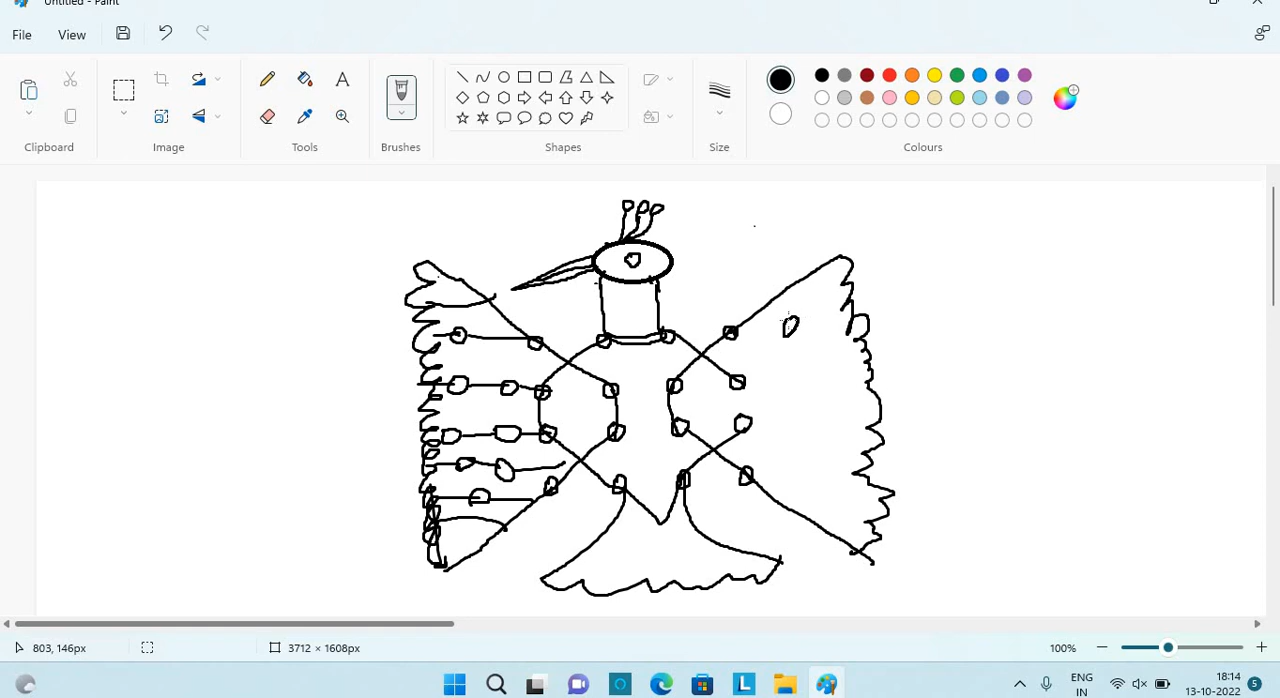 Untitled - Paint
File View
Clipboard Image Tools Brushes Shapes Size Colours
803, 146px 3712 × 1608px 100%
ENG 18:14
IN 13-10-2022 5